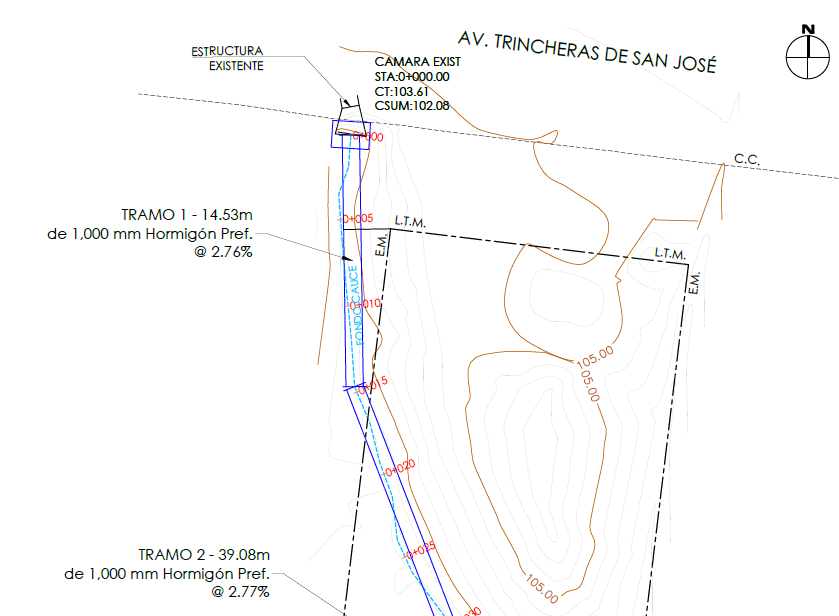 AV. TRINCHERAS DE SAN JOSÉ
N
ESTRUCTURA
EXISTENTE
CAMARA EXIST
STA:0+000.00
CT:103.61
CSUM:102.08
0+000
C.C.
TRAMO 1 - 14.53m
de 1,000 mm Hormigón Pref.
@ 2.76%
0+005
L.T.M.
E.M.
L.T.M.
E.M.
FONDO CAUCE
0+010
105.00
105.00
0+015
0+020
0+025
TRAMO 2 - 39.08m
de 1,000 mm Hormigón Pref.
@ 2.77%
105.00